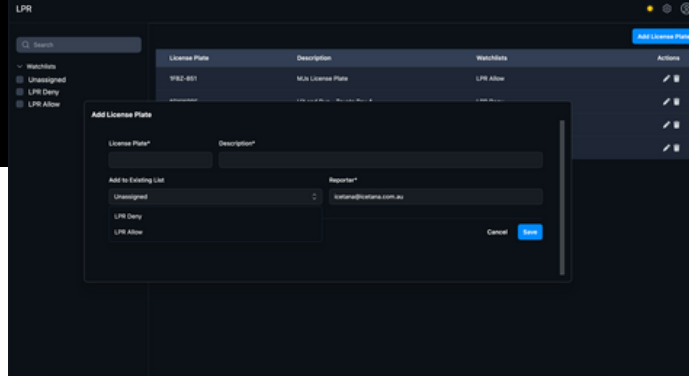 LPR
Add License Plate
Search
License Plate Description Watchlists Actions
Watchlists
Unassigned
LPR Deny
LPR Allow
1FBZ-851 MJs License Plate LPR Allow
Add License Plate
License Plate* Description*
Add to Existing List Reporter*
Unassigned icetana@icetana.com.au
LPR Deny
LPR Allow
Cancel Save